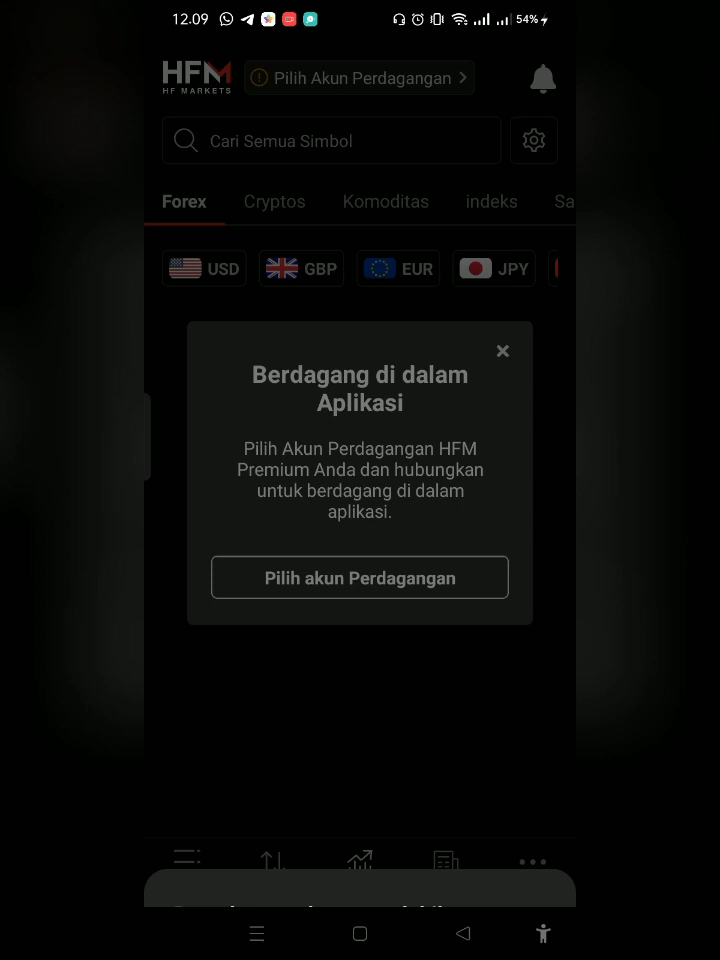 12.09
54%
HFM
HF MARKETS
Pilih Akun Perdagangan
Cari Semua Simbol
Forex Cryptos Komoditas indeks Sa
USD GBP EUR JPY
Berdagang di dalam
Aplikasi
Pilih Akun Perdagangan HFM
Premium Anda dan hubungkan
untuk berdagang di dalam
aplikasi.
Pilih akun Perdagangan